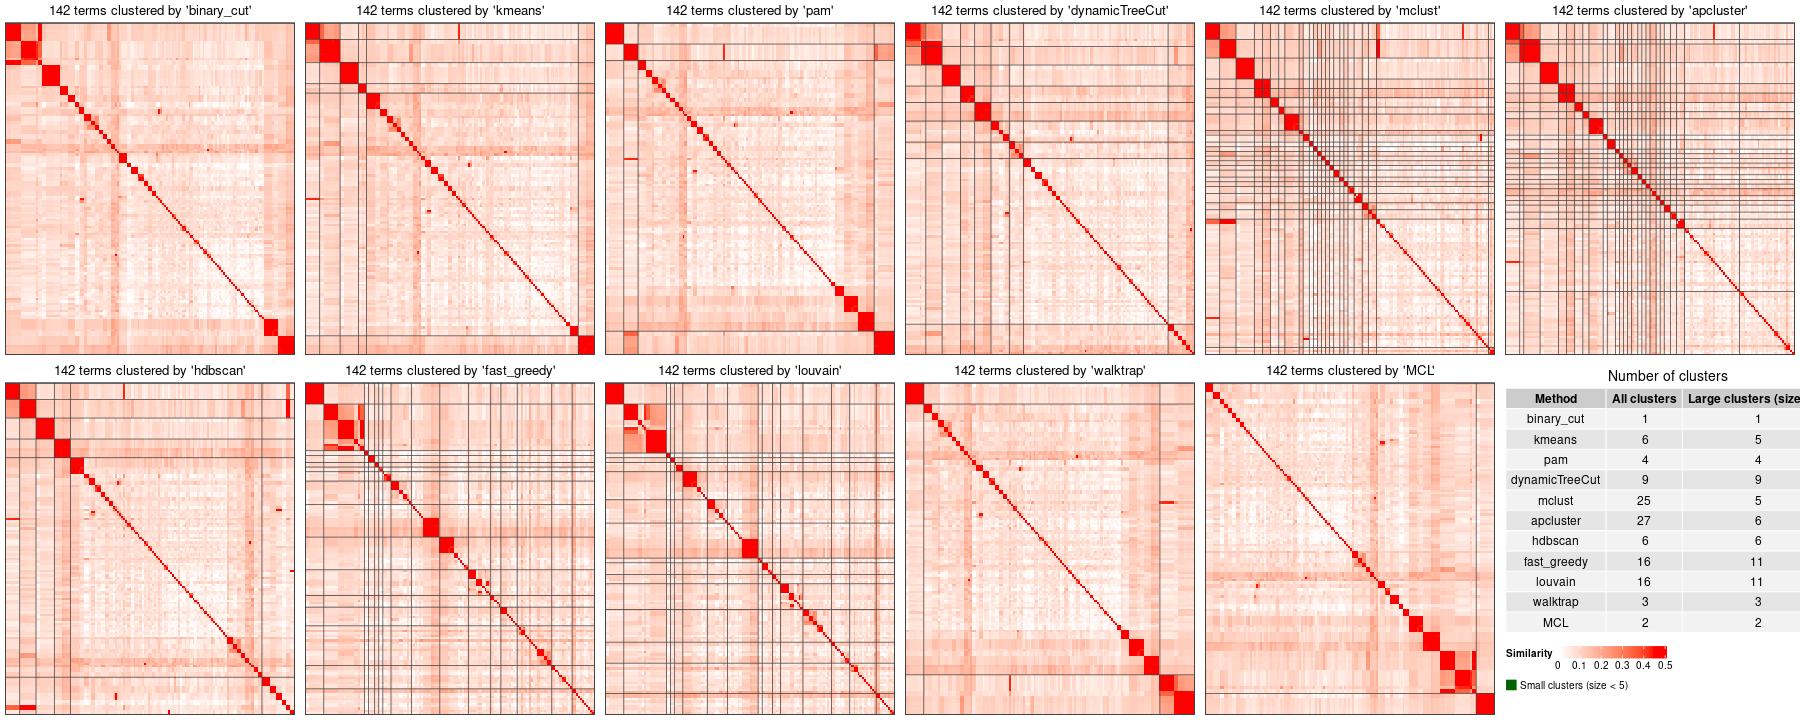 142 terms clustered by 'binary_cut'
142 terms clustered by 'kmeans'
142 terms clustered by 'pam'
142 terms clustered by 'dynamicTreeCut'
142 terms clustered by 'mclust'
142 terms clustered by 'apcluster'
142 terms clustered by 'hdbscan'
142 terms clustered by 'fast_greedy'
142 terms clustered by 'louvain'
142 terms clustered by 'walktrap'
142 terms clustered by 'MCL'
Number of clusters
Method All clusters Large clusters (size
binary_cut 1 1
kmeans 6 5
pam 4 4
dynamicTreeCut 9 9
mclust 25 5
apcluster 27 6
hdbscan 6 6
fast_greedy 16 11
louvain 16 11
walktrap 3 3
MCL 2 2
Similarity
0 0.1 0.2 0.3 0.4 0.5
Small clusters (size < 5)